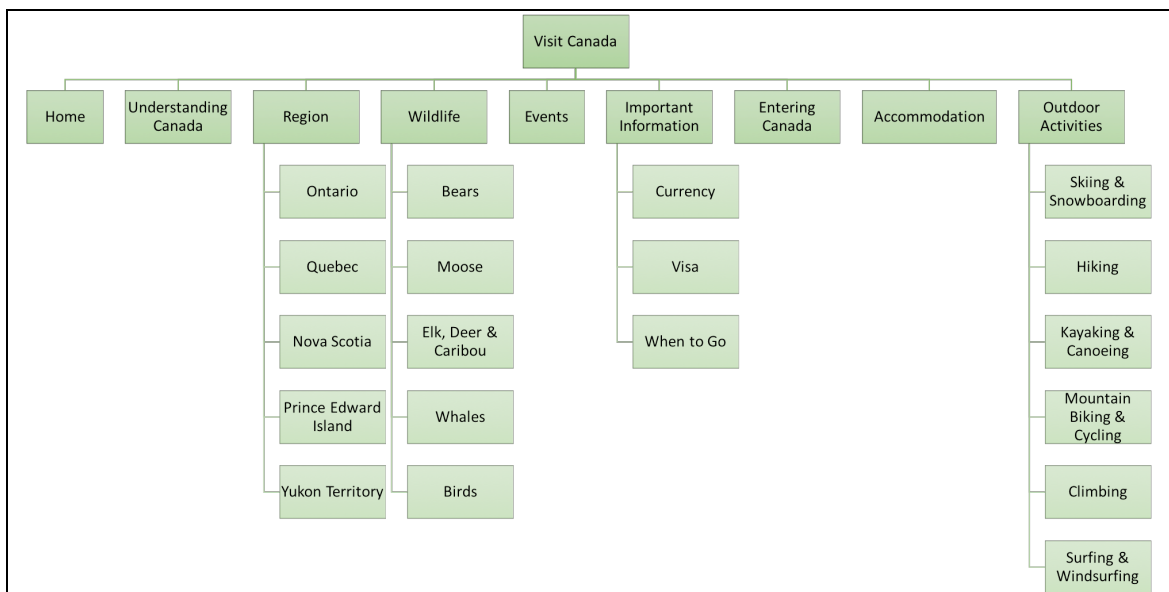 Visit Canada
Home
Understanding
Canada
Region
Wildlife
Events
Important
Information
Entering
Canada
Accommodation
Outdoor
Activities
Ontario
Quebec
Nova Scotia
Prince Edward
Island
Yukon Territory
Bears
Moose
Elk, Deer &
Caribou
Whales
Birds
Currency
Visa
When to Go
Skiing &
Snowboarding
Hiking
Kayaking &
Canoeing
Mountain
Biking &
Cycling
Climbing
Surfing &
Windsurfing